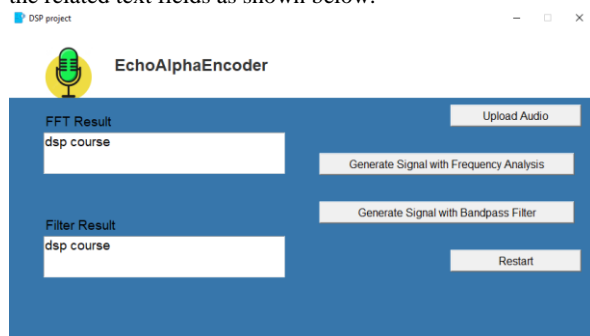 the related text fields as shown below.
DSP project
EchoAlphaEncoder
FFT Result
dsp course
Upload Audio
Generate Signal with Frequency Analysis
Generate Signal with Bandpass Filter
Filter Result
dsp course
Restart